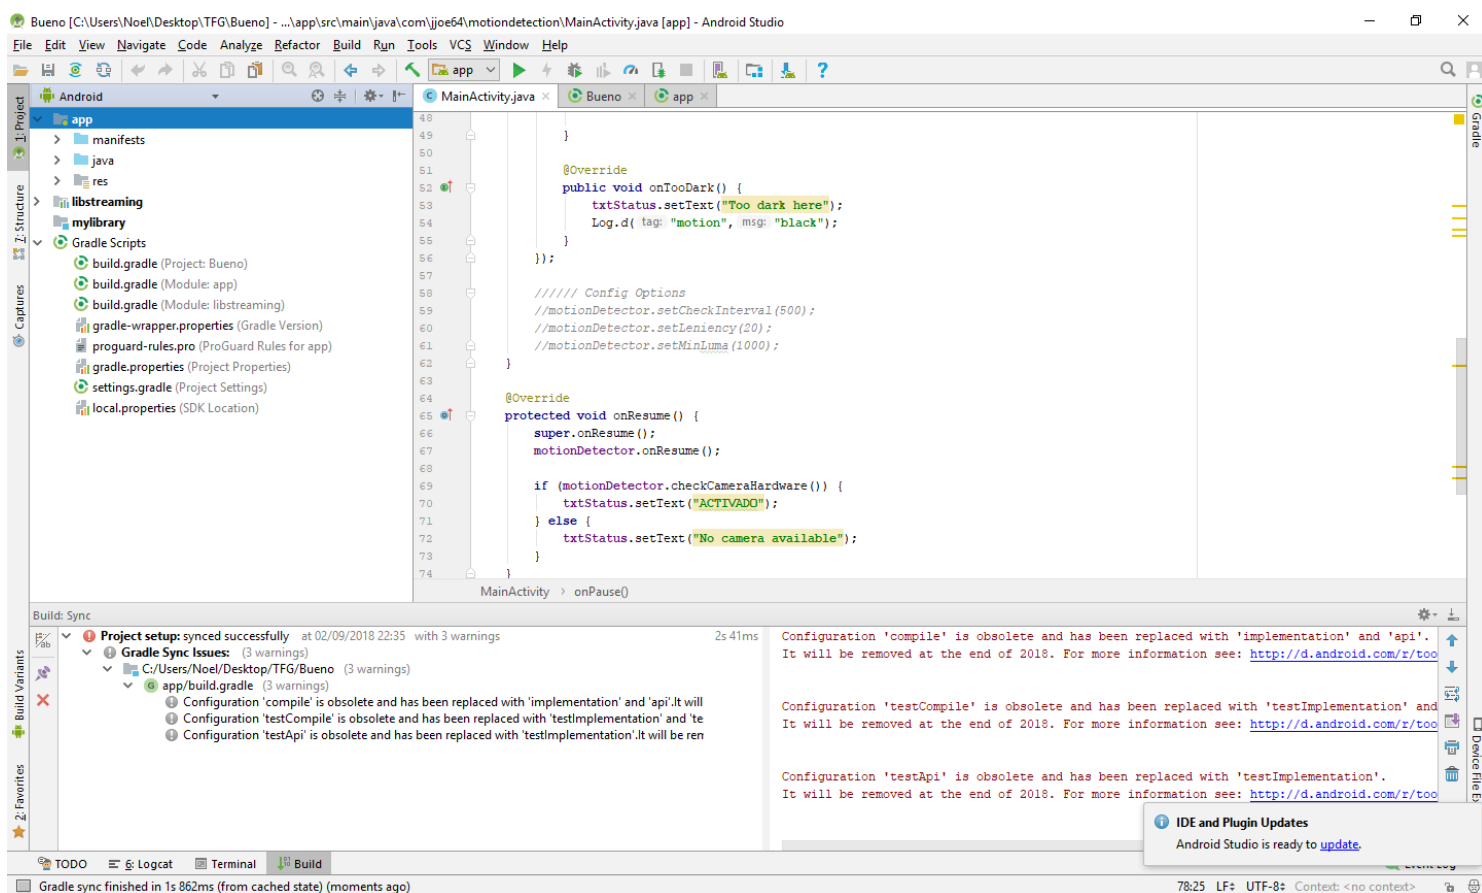 Bueno [C:\Users\Noel\Desktop\TFG\Bueno] - ...\app\src\main\java\com\jjoe64\motiondetection\MainActivity.java [app] - Android Studio
File Edit View Navigate Code Analyze Refactor Build Run Tools VCS Window Help
app
Android
MainActivity.java
Bueno
app
1: Project
7: Structure
Captures
Build Variants
2: Favorites
app
manifests
java
res
libstreaming
mylibrary
Gradle Scripts
build.gradle (Project: Bueno)
build.gradle (Module: app)
build.gradle (Module: libstreaming)
gradle-wrapper.properties (Gradle Version)
proguard-rules.pro (ProGuard Rules for app)
gradle.properties (Project Properties)
settings.gradle (Project Settings)
local.properties (SDK Location)
48
49 }
50
51 @Override
52 public void onTooDark() {
53 txtStatus.setText("Too dark here");
54 Log.d( tag: "motion", msg: "black");
55 }
56 });
57
58 ////// Config Options
59 //motionDetector.setCheckInterval(500);
60 //motionDetector.setLeniency(20);
61 //motionDetector.setMinLuma(1000);
62 }
63
64 @Override
65 protected void onResume() {
66 super.onResume();
67 motionDetector.onResume();
68
69 if (motionDetector.checkCameraHardware()) {
70 txtStatus.setText("ACTIVADO");
71 } else {
72 txtStatus.setText("No camera available");
73 }
74 }
MainActivity > onPause()
Gradle
Device File Ex
Build: Sync
Project setup: synced successfully at 02/09/2018 22:35 with 3 warnings 2s 41ms
Gradle Sync Issues: (3 warnings)
C:/Users/Noel/Desktop/TFG/Bueno (3 warnings)
app/build.gradle (3 warnings)
Configuration 'compile' is obsolete and has been replaced with 'implementation' and 'api'.It will
Configuration 'testCompile' is obsolete and has been replaced with 'testImplementation' and 'te
Configuration 'testApi' is obsolete and has been replaced with 'testImplementation'.It will be ren
Configuration 'compile' is obsolete and has been replaced with 'implementation' and 'api'.
It will be removed at the end of 2018. For more information see: http://d.android.com/r/too
Configuration 'testCompile' is obsolete and has been replaced with 'testImplementation' and
It will be removed at the end of 2018. For more information see: http://d.android.com/r/too
Configuration 'testApi' is obsolete and has been replaced with 'testImplementation'.
It will be removed at the end of 2018. For more information see: http://d.android.com/r/too
IDE and Plugin Updates
Android Studio is ready to update.
TODO 6: Logcat Terminal Build Event Log
Gradle sync finished in 1s 862ms (from cached state) (moments ago)
78:25 LF UTF-8 Context: <no context>